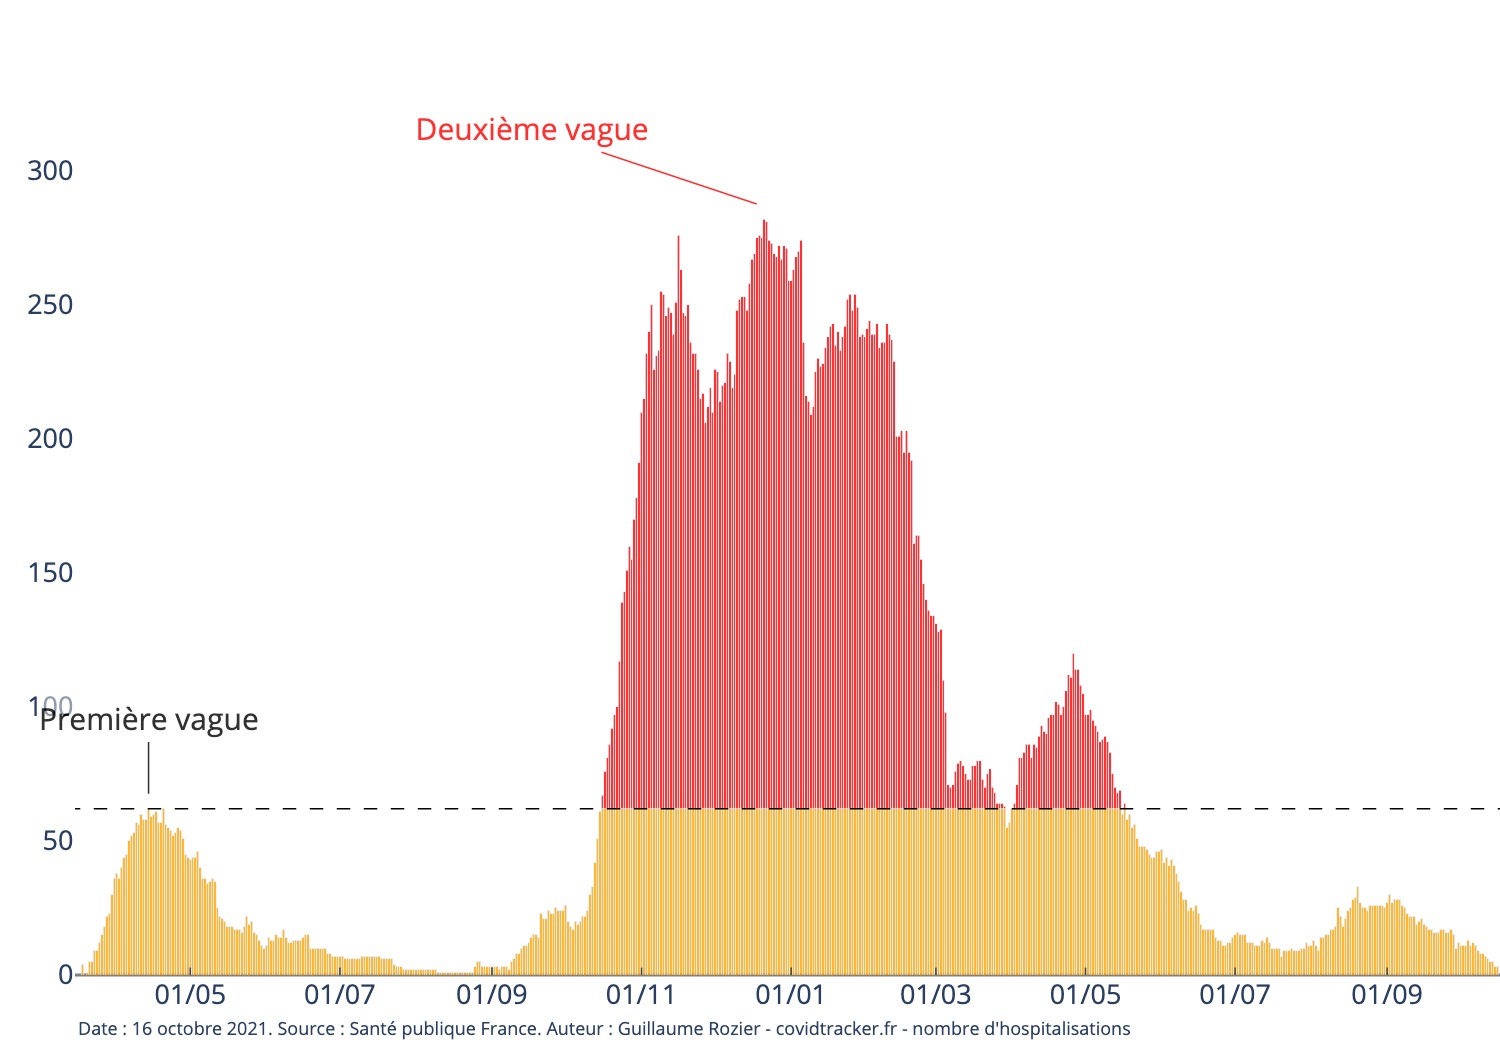 Deuxième vague
300
250
200
150
100
Première vague
50
0
01/05 01/07 01/09 01/11 01/01 01/03 01/05 01/07 01/09
Date : 16 octobre 2021. Source : Santé publique France. Auteur : Guillaume Rozier - covidtracker.fr - nombre d'hospitalisations